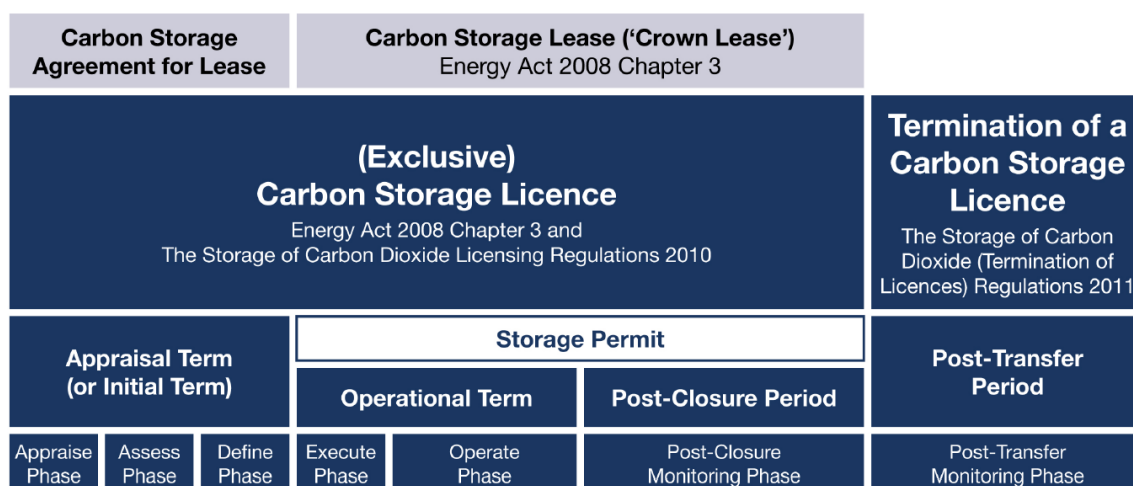 Carbon Storage
Agreement for Lease
Carbon Storage Lease (‘Crown Lease’)
Energy Act 2008 Chapter 3
(Exclusive)
Carbon Storage Licence
Energy Act 2008 Chapter 3 and
The Storage of Carbon Dioxide Licensing Regulations 2010
Termination of a
Carbon Storage
Licence
The Storage of Carbon
Dioxide (Termination of
Licences) Regulations 2011
Appraisal Term
(or Initial Term)
Storage Permit
Operational Term
Post-Closure Period
Post-Transfer
Period
Appraise
Phase
Assess
Phase
Define
Phase
Execute
Phase
Operate
Phase
Post-Closure
Monitoring Phase
Post-Transfer
Monitoring Phase